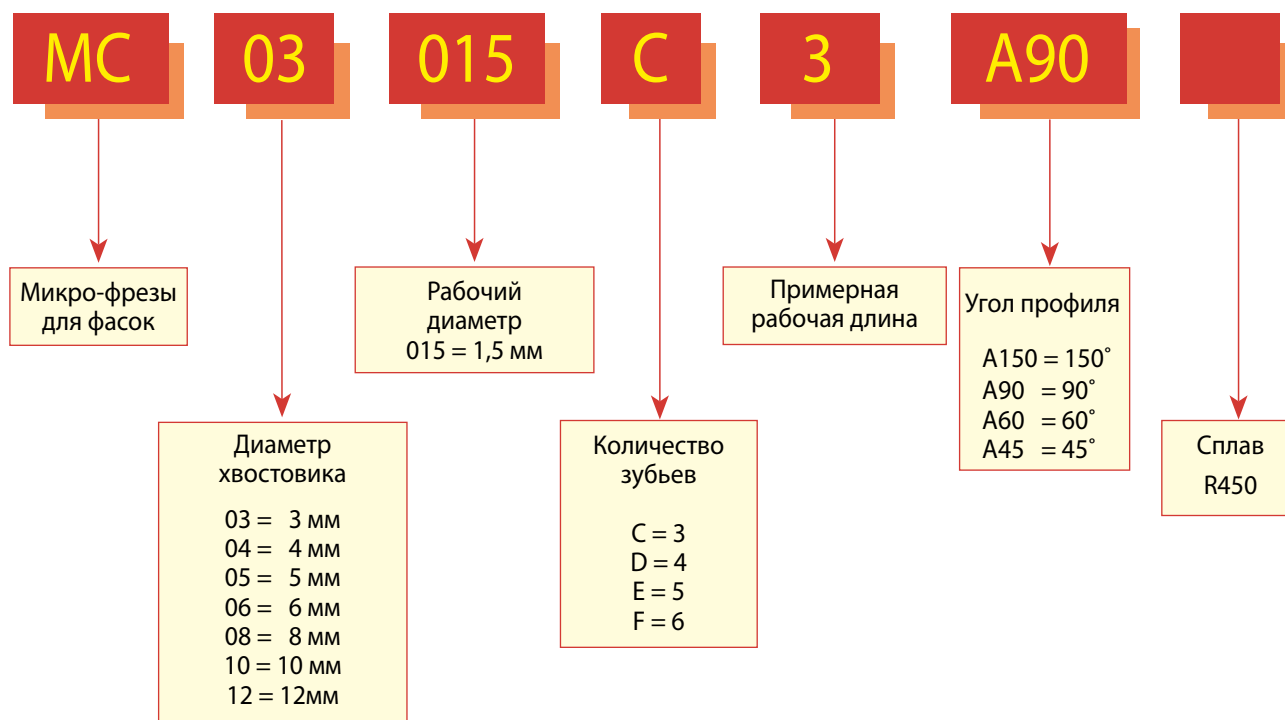 MC 03 015 C 3 A90
Микро-фрезы
для фасок
Диаметр
хвостовика
03 = 3 мм
04 = 4 мм
05 = 5 мм
06 = 6 мм
08 = 8 мм
10 = 10 мм
12 = 12мм
Рабочий
диаметр
015 = 1,5 мм
Количество
зубьев
C = 3
D = 4
E = 5
F = 6
Примерная
рабочая длина
Угол профиля
A150 = 150°
A90 = 90°
A60 = 60°
A45 = 45°
Сплав
R450